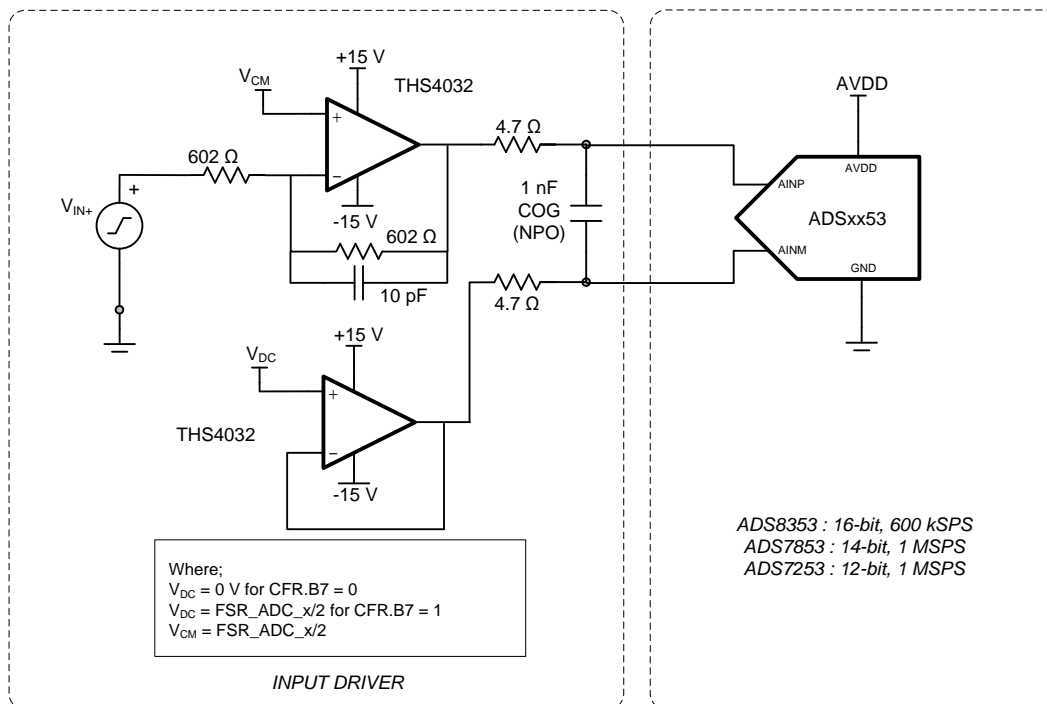 +15 V
VCM
THS4032
+
−
602 Ω
-15 V
VIN+
+
602 Ω
10 pF
4.7 Ω
1 nF
COG
(NPO)
4.7 Ω
AVDD
AINP
AVDD
ADSxx53
AINM
GND
+15 V
VDC
+
THS4032
−
-15 V
Where;
VDC = 0 V for CFR.B7 = 0
VDC = FSR_ADC_x/2 for CFR.B7 = 1
VCM = FSR_ADC_x/2
INPUT DRIVER
ADS8353 : 16-bit, 600 kSPS
ADS7853 : 14-bit, 1 MSPS
ADS7253 : 12-bit, 1 MSPS